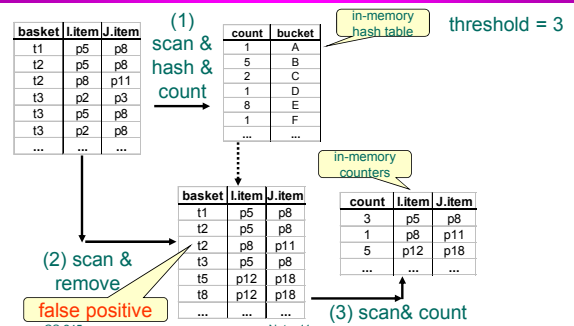 threshold = 3
(1)
scan &
hash &
count
in-memory
hash table
basket I.item J.item
t1 p5 p8
t2 p5 p8
t2 p8 p11
t3 p2 p3
t3 p5 p8
t3 p2 p8
... ... ...
count bucket
1 A
5 B
2 C
1 D
8 E
1 F
... ...
in-memory
counters
basket I.item J.item
t1 p5 p8
t2 p5 p8
t2 p8 p11
t3 p5 p8
t5 p12 p18
t8 p12 p18
... ... ...
count I.item J.item
3 p5 p8
1 p8 p11
5 p12 p18
... ... ...
(2) scan &
remove
false positive
(3) scan& count